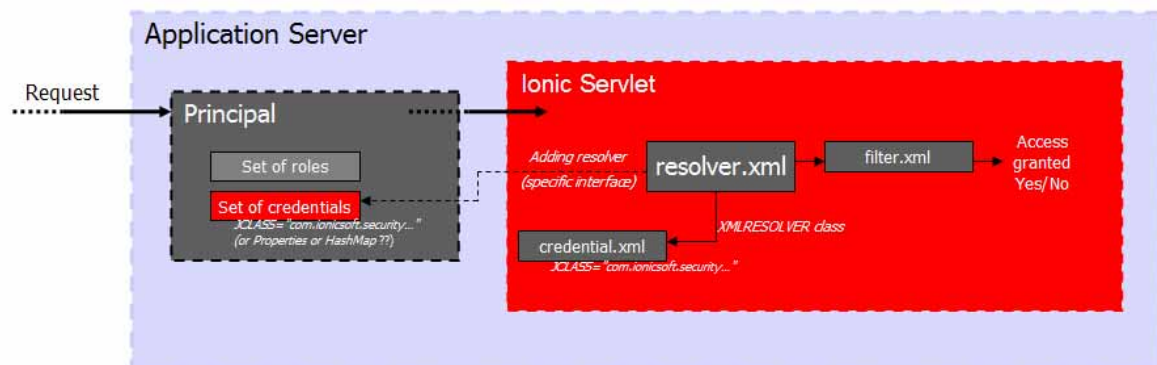 Application Server
Request
Principal
Set of roles
Set of credentials
JCLASS="com.ionicsoft.security..."
(or Properties or HashMap ??)
Ionic Servlet
Adding resolver
(specific interface)
resolver.xml
filter.xml
Access
granted
Yes/No
XMLRESOLVER class
credential.xml
JCLASS="com.ionicsoft.security..."